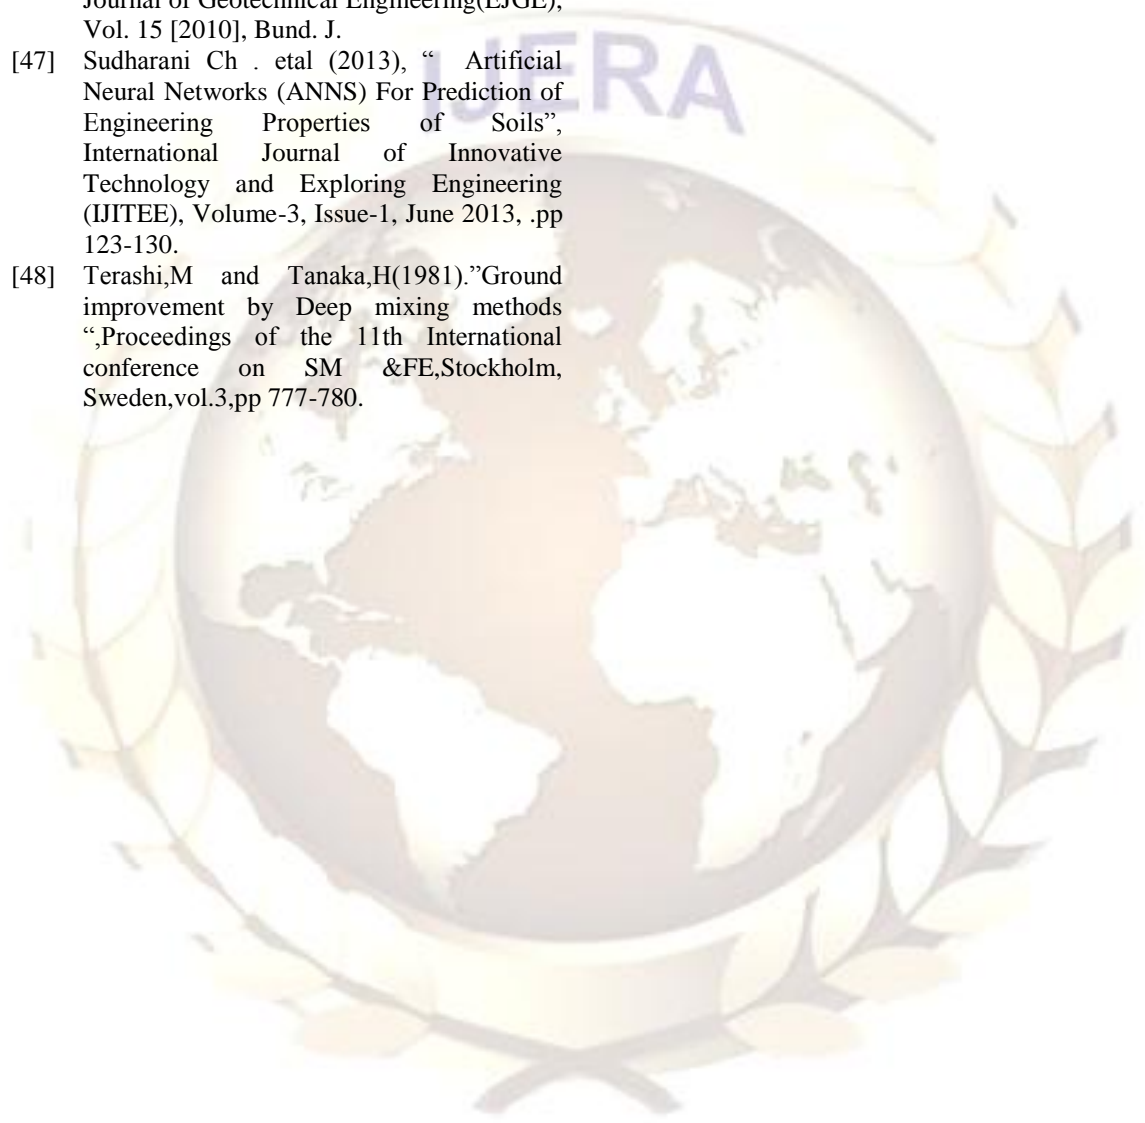 Journal of Geotechnical Engineering(EJGE),
Vol. 15 [2010], Bund. J.
[47] Sudharani Ch . etal (2013), “ Artificial
Neural Networks (ANNS) For Prediction of
Engineering Properties of Soils”,
International Journal of Innovative
Technology and Exploring Engineering
(IJITEE), Volume-3, Issue-1, June 2013, .pp
123-130.
[48] Terashi,M and Tanaka,H(1981).”Ground
improvement by Deep mixing methods
“,Proceedings of the 11th International
conference on SM &FE,Stockholm,
Sweden,vol.3,pp 777-780.
IJERA